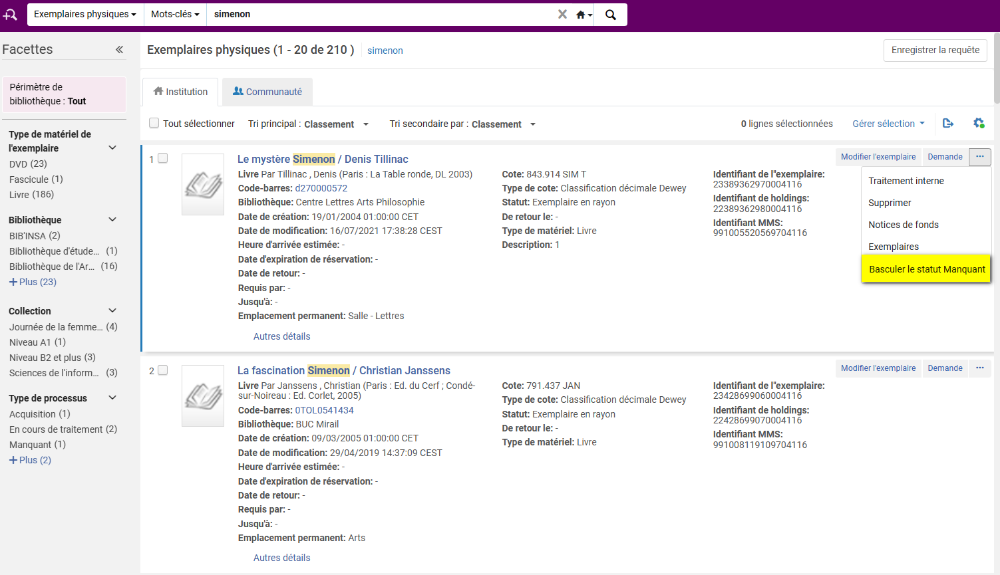 Exemplaires physiques Mots-clés simenon
Facettes
Périmètre de
bibliothèque : Tout
Type de matériel de
l'exemplaire
DVD (23)
Fascicule (1)
Livre (186)
Bibliothèque
BIB'INSA (2)
Bibliothèque d'étude... (1)
Bibliothèque de l'Ar... (16)
Plus (23)
Collection
Journée de la femme... (4)
Niveau A1 (1)
Niveau B2 et plus (3)
Sciences de l'inform... (3)
Type de processus
Acquisition (1)
En cours de traitement (2)
Manquant (1)
Plus (2)
Exemplaires physiques (1 - 20 de 210 ) simenon
Enregistrer la requête
Institution Communauté
Tout sélectionner Tri principal : Classement Tri secondaire par : Classement 0 lignes sélectionnées Gérer sélection
1 Le mystère Simenon / Denis Tillinac
Modifier l'exemplaire Demande ...
Livre Par Tillinac , Denis (Paris : La Table ronde, DL 2003)
Code-barres: d270000572
Bibliothèque: Centre Lettres Arts Philosophie
Date de création: 19/01/2004 01:00:00 CET
Date de modification: 16/07/2021 17:38:28 CEST
Heure d'arrivée estimée: -
Date d'expiration de réservation: -
Date de retour: -
Requis par: -
Jusqu'à: -
Emplacement permanent: Salle - Lettres
Autres détails
Cote: 843.914 SIM T
Type de cote: Classification décimale Dewey
Statut: Exemplaire en rayon
De retour le: -
Type de matériel: Livre
Description: 1
Identifiant de l''exemplaire:
23389362970004116
Identifiant de holdings:
22389362980004116
Identifiant MMS:
991005520569704116
Traitement interne
Supprimer
Notices de fonds
Exemplaires
Basculer le statut Manquant
2 La fascination Simenon / Christian Janssens
Modifier l'exemplaire Demande ...
Livre Par Janssens , Christian (Paris : Ed. du Cerf ; Condé-
sur-Noireau : Ed. Corlet, 2005)
Code-barres: 0TOL0541434
Bibliothèque: BUC Mirail
Date de création: 09/03/2005 01:00:00 CET
Date de modification: 29/04/2019 14:37:09 CEST
Heure d'arrivée estimée: -
Date d'expiration de réservation: -
Date de retour: -
Requis par: -
Jusqu'à: -
Emplacement permanent: Arts
Autres détails
Cote: 791.437 JAN
Type de cote: Classification décimale Dewey
Statut: Exemplaire en rayon
De retour le: -
Type de matériel: Livre
Identifiant de l''exemplaire:
23428699060004116
Identifiant de holdings:
22428699070004116
Identifiant MMS:
991008119109704116